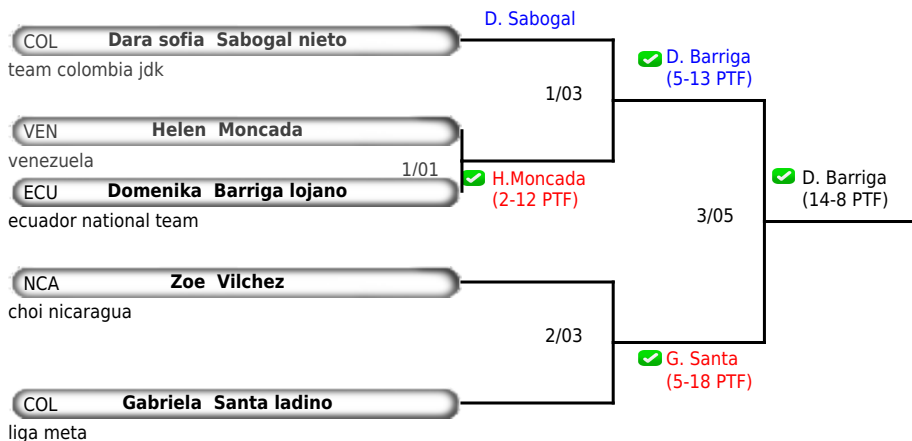 D. Sabogal
COL Dara sofia Sabogal nieto
team colombia jdk
D. Barriga
(5-13 PTF)
1/03
VEN Helen Moncada
venezuela
1/01
H.Moncada
(2-12 PTF)
ECU Domenika Barriga lojano
ecuador national team
D. Barriga
(14-8 PTF)
3/05
NCA Zoe Vilchez
choi nicaragua
2/03
G. Santa
(5-18 PTF)
COL Gabriela Santa ladino
liga meta